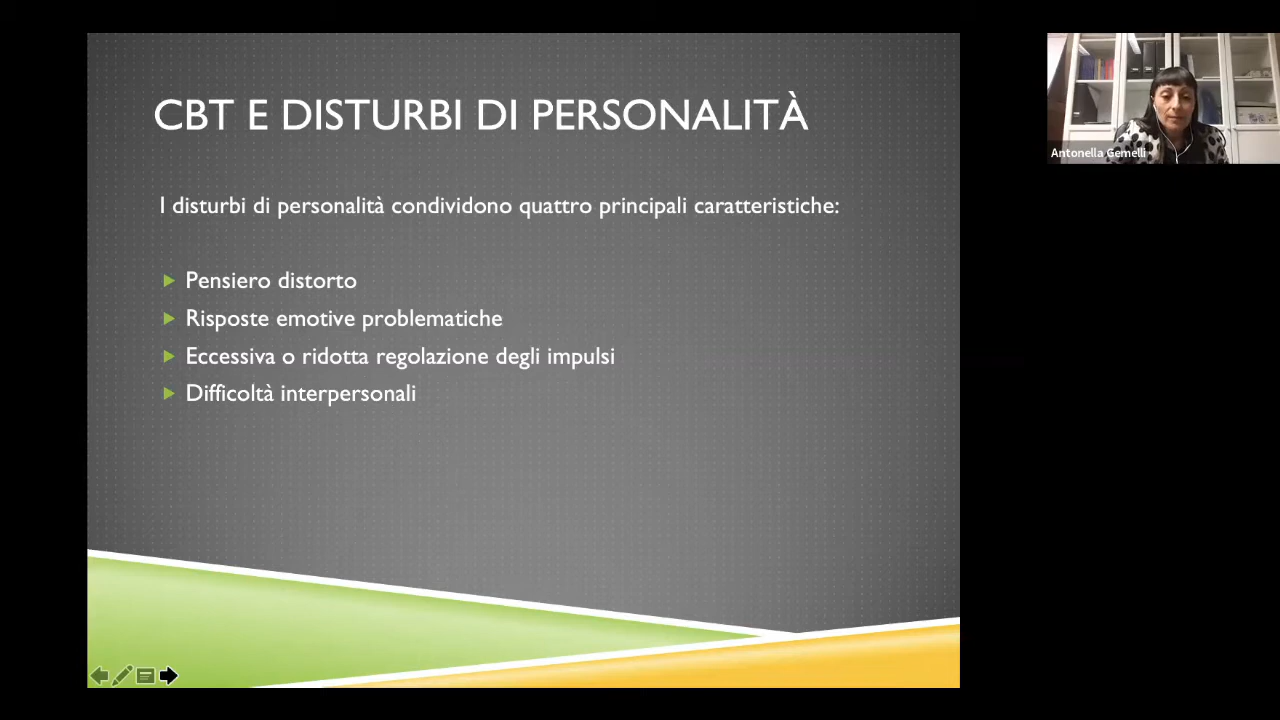 CBT E DISTURBI DI PERSONALITÀ
I disturbi di personalità condividono quattro principali caratteristiche:
Pensiero distorto
Risposte emotive problematiche
Eccessiva o ridotta regolazione degli impulsi
Difficoltà interpersonali
Antonella Gemelli